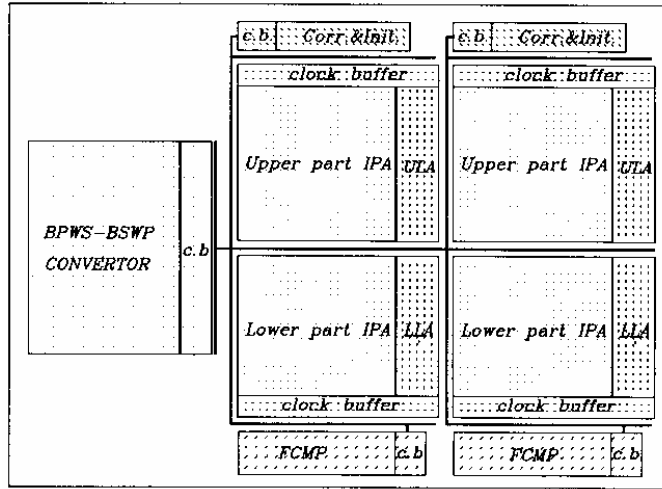 c.b. Corr.&Init. c.b. Corr.&Init.
clock buffer clock buffer
Upper part IPA ULA Upper part IPA ULA
BPWS-BSWP
CONVERTOR
c.b
Lower part IPA LLA Lower part IPA LLA
clock buffer clock buffer
FCMP c.b FCMP c.b